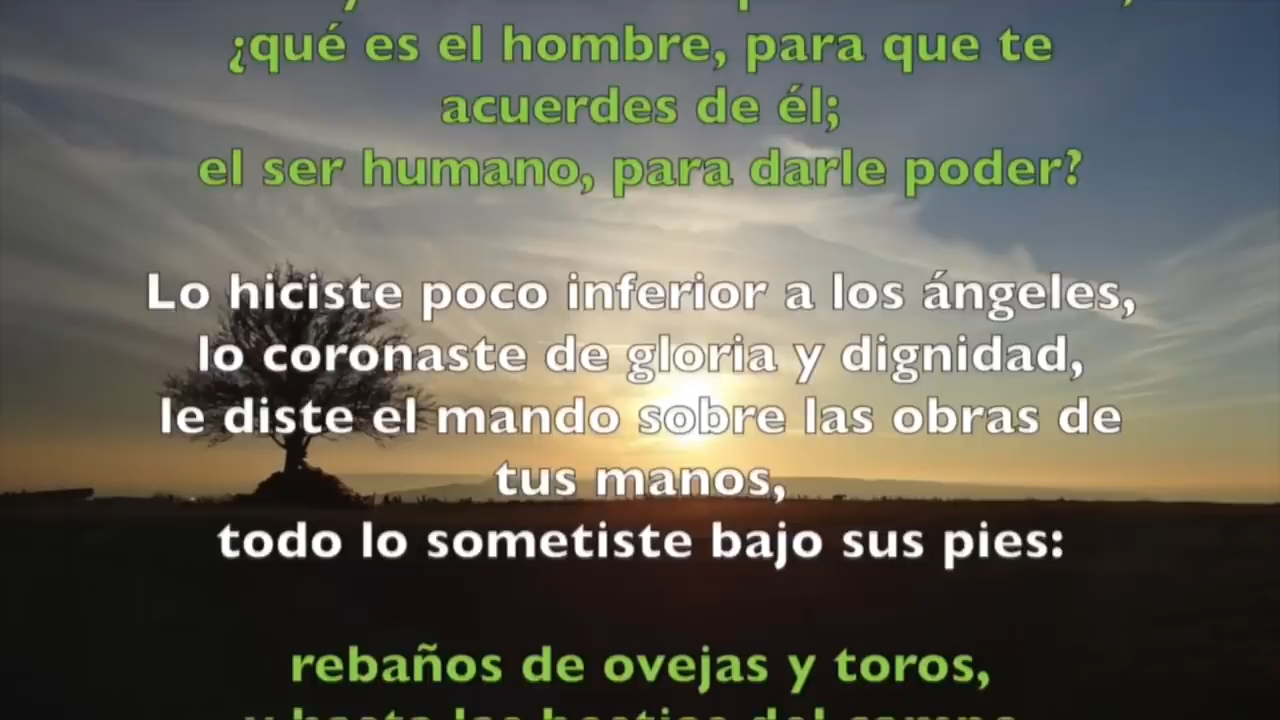 ¿qué es el hombre, para que te
acuerdes de él;
el ser humano, para darle poder?
Lo hiciste poco inferior a los ángeles,
lo coronaste de gloria y dignidad,
le diste el mando sobre las obras de
tus manos,
todo lo sometiste bajo sus pies:
rebaños de ovejas y toros,